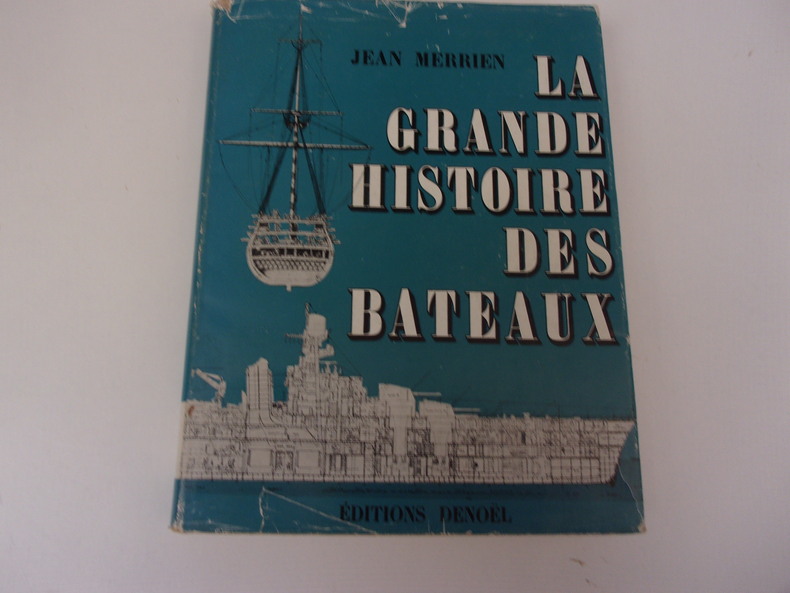 JEAN MERRIEN
LA
GRANDE
HISTOIRE
DES
BATEAUX
ÉDITIONS DENOËL